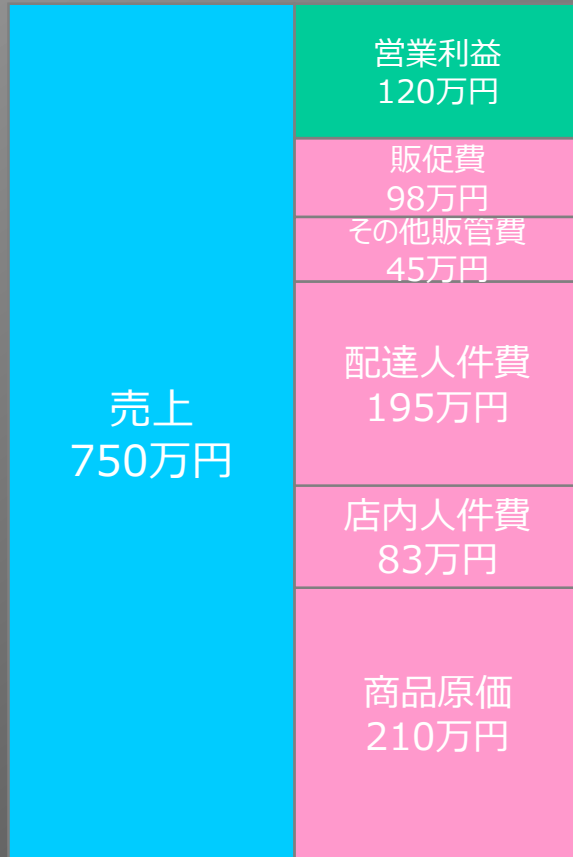 売上
750万円
営業利益
120万円
販促費
98万円
その他販管費
45万円
配達人件費
195万円
店内人件費
83万円
商品原価
210万円